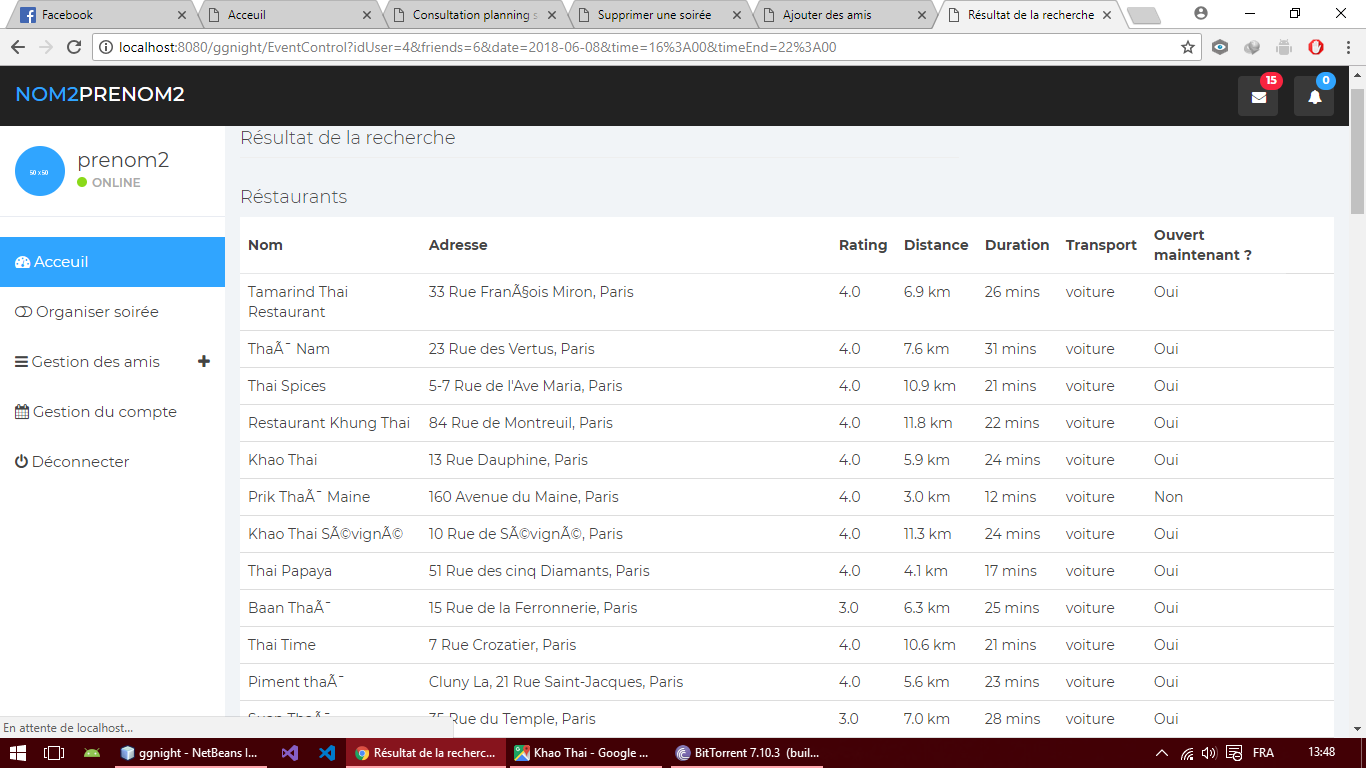 Facebook
Acceuil
Consultation planning s
Supprimer une soirée
Ajouter des amis
Résultat de la recherche
localhost:8080/ggnight/EventControl?idUser=4&friends=6&date=2018-06-08&time=16%3A00&timeEnd=22%3A00
NOM2PRENOM2
15
0
50 x 50
prenom2
ONLINE
Acceuil
Organiser soirée
Gestion des amis
Gestion du compte
Déconnecter
Résultat de la recherche
Réstaurants
Nom Adresse Rating Distance Duration Transport Ouvert
maintenant ?
Tamarind Thai 33 Rue FranÃ§ois Miron, Paris 4.0 6.9 km 26 mins voiture Oui
Restaurant
ThaÃ¯ Nam 23 Rue des Vertus, Paris 4.0 7.6 km 31 mins voiture Oui
Thai Spices 5-7 Rue de l'Ave Maria, Paris 4.0 10.9 km 21 mins voiture Oui
Restaurant Khung Thai 84 Rue de Montreuil, Paris 4.0 11.8 km 22 mins voiture Oui
Khao Thai 13 Rue Dauphine, Paris 4.0 5.9 km 24 mins voiture Oui
Prik ThaÃ¯ Maine 160 Avenue du Maine, Paris 4.0 3.0 km 12 mins voiture Non
Khao Thai SÃ©vignÃ© 10 Rue de SÃ©vignÃ©, Paris 4.0 11.3 km 24 mins voiture Oui
Thai Papaya 51 Rue des cinq Diamants, Paris 4.0 4.1 km 17 mins voiture Oui
Baan ThaÃ¯ 15 Rue de la Ferronnerie, Paris 3.0 6.3 km 25 mins voiture Oui
Thai Time 7 Rue Crozatier, Paris 4.0 10.6 km 21 mins voiture Oui
Piment thaÃ¯ Cluny La, 21 Rue Saint-Jacques, Paris 4.0 5.6 km 23 mins voiture Oui
Rue du Temple, Paris 3.0 7.0 km 28 mins voiture Oui
En attente de localhost...
ggnight - NetBeans I...
Résultat de la recherc...
Khao Thai - Google ...
BitTorrent 7.10.3 (buil...
FRA
13:48